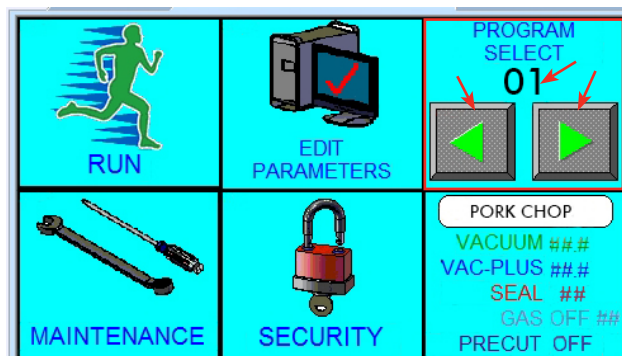 RUN
EDIT
PARAMETERS
PROGRAM
SELECT
01
MAINTENANCE
SECURITY
PORK CHOP
VACUUM ##.#
VAC-PLUS ##.#
SEAL ##
GAS OFF ##
PRECUT OFF